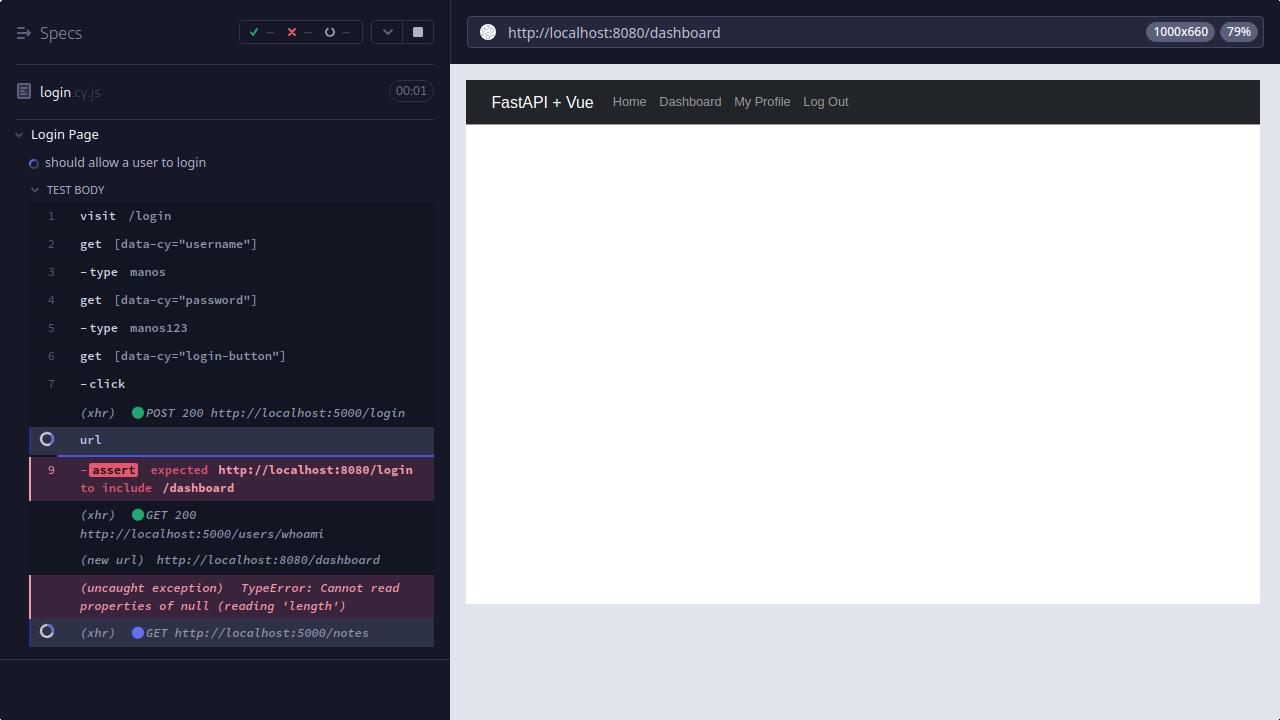 Specs
--
--
--
http://localhost:8080/dashboard
1000x660
79%
login.cy.js
00:01
FastAPI + Vue
Home
Dashboard
My Profile
Log Out
Login Page
should allow a user to login
TEST BODY
1 visit /login
2 get [data-cy="username"]
3 -type manos
4 get [data-cy="password"]
5 -type manos123
6 get [data-cy="login-button"]
7 -click
(xhr) POST 200 http://localhost:5000/login
url
9 -assert expected http://localhost:8080/login
to include /dashboard
(xhr) GET 200
http://localhost:5000/users/whoami
(new url) http://localhost:8080/dashboard
(uncaught exception) TypeError: Cannot read
properties of null (reading 'length')
(xhr) GET http://localhost:5000/notes